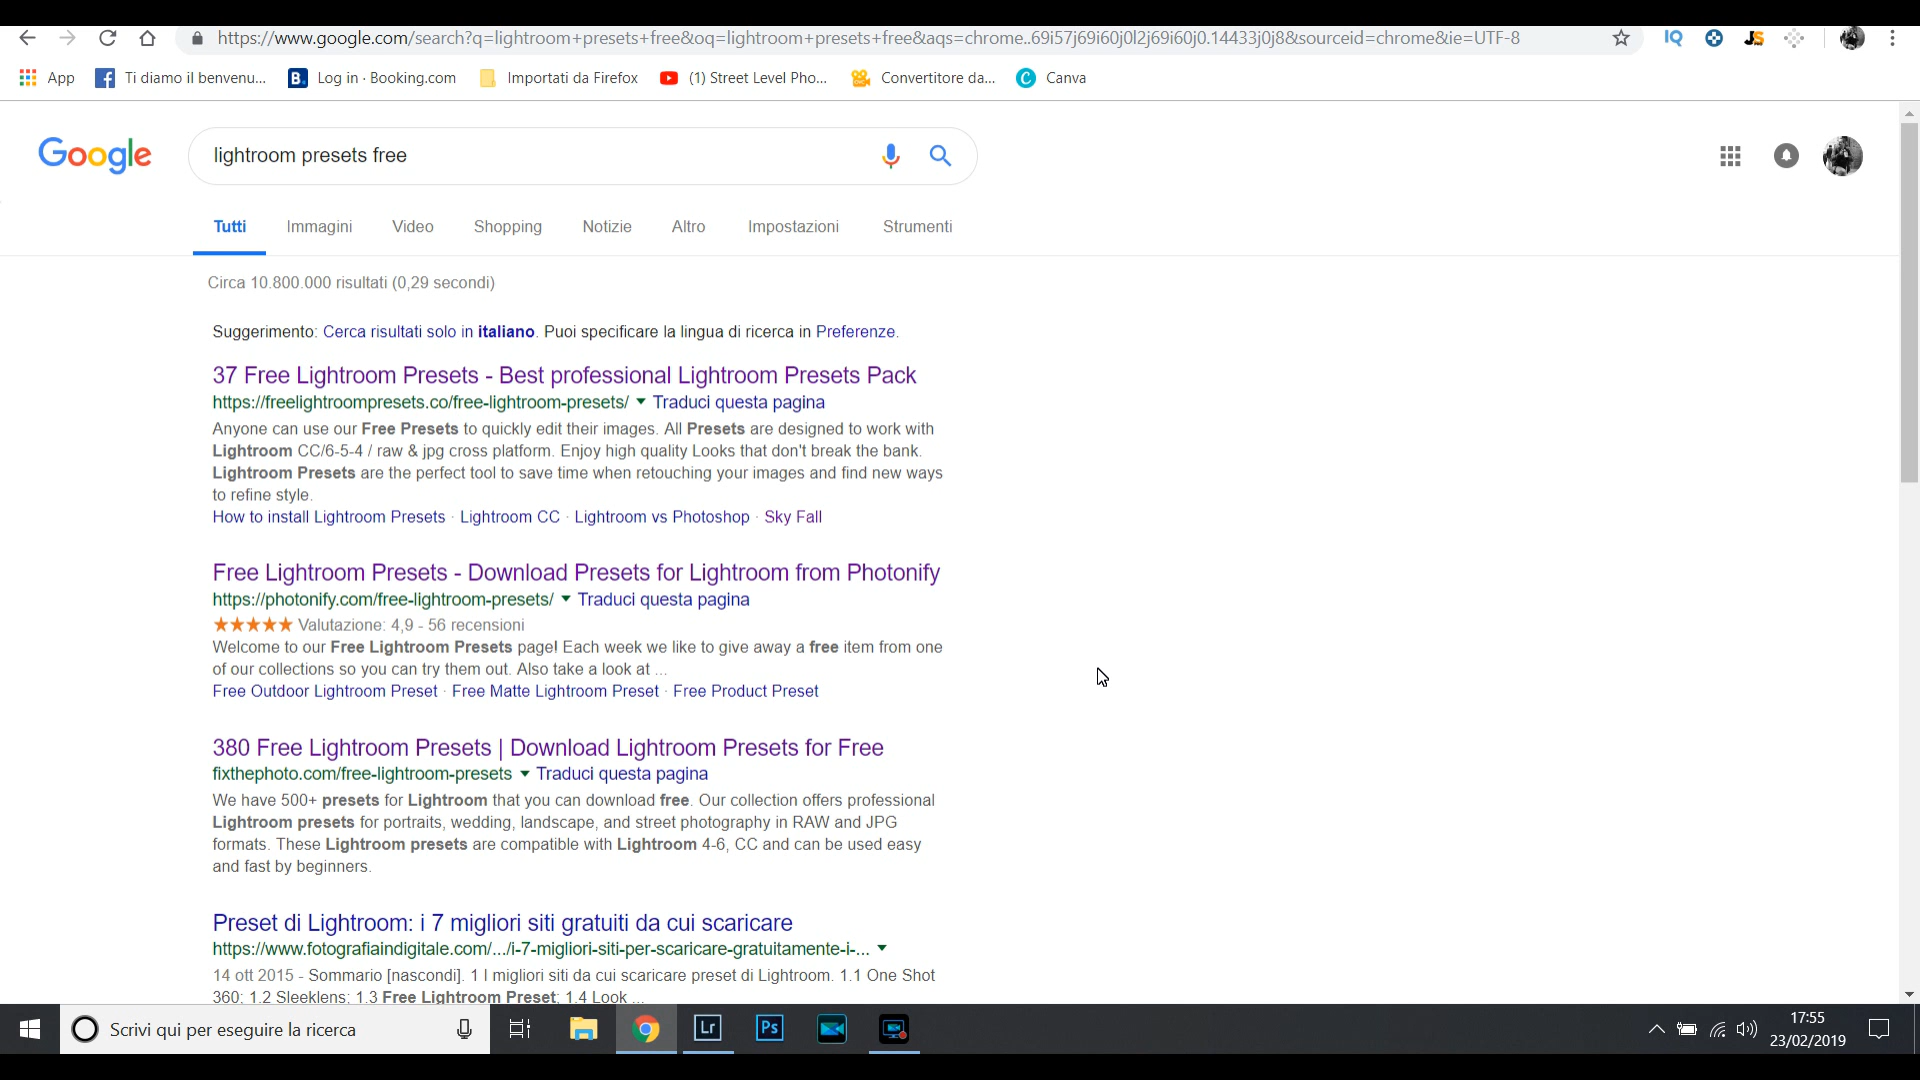 https://www.google.com/search?q=lightroom+presets+free&oq=lightroom+presets+free&aqs=chrome..69i57j69i60j0l2j69i60j0.14433j0j8&sourceid=chrome&ie=UTF-8
IQ
JS
App
Ti diamo il benvenu...
B.
Log in · Booking.com
Importati da Firefox
(1) Street Level Pho...
Convertitore da...
C
Canva
Google
lightroom presets free
Tutti
Immagini
Video
Shopping
Notizie
Altro
Impostazioni
Strumenti
Circa 10.800.000 risultati (0,29 secondi)
Suggerimento: Cerca risultati solo in italiano. Puoi specificare la lingua di ricerca in Preferenze.
37 Free Lightroom Presets - Best professional Lightroom Presets Pack
https://freelightroompresets.co/free-lightroom-presets/ ▼ Traduci questa pagina
Anyone can use our Free Presets to quickly edit their images. All Presets are designed to work with
Lightroom CC/6-5-4 / raw & jpg cross platform. Enjoy high quality Looks that don't break the bank.
Lightroom Presets are the perfect tool to save time when retouching your images and find new ways
to refine style.
How to install Lightroom Presets · Lightroom CC · Lightroom vs Photoshop · Sky Fall
Free Lightroom Presets - Download Presets for Lightroom from Photonify
https://photonify.com/free-lightroom-presets/ ▼ Traduci questa pagina
★★★★★ Valutazione: 4,9 - 56 recensioni
Welcome to our Free Lightroom Presets page! Each week we like to give away a free item from one
of our collections so you can try them out. Also take a look at ...
Free Outdoor Lightroom Preset · Free Matte Lightroom Preset · Free Product Preset
380 Free Lightroom Presets | Download Lightroom Presets for Free
fixthephoto.com/free-lightroom-presets ▼ Traduci questa pagina
We have 500+ presets for Lightroom that you can download free. Our collection offers professional
Lightroom presets for portraits, wedding, landscape, and street photography in RAW and JPG
formats. These Lightroom presets are compatible with Lightroom 4-6, CC and can be used easy
and fast by beginners.
Preset di Lightroom: i 7 migliori siti gratuiti da cui scaricare
https://www.fotografiaindigitale.com/.../i-7-migliori-siti-per-scaricare-gratuitamente-i-... ▼
14 ott 2015 - Sommario [nascondi]. 1 I migliori siti da cui scaricare preset di Lightroom. 1.1 One Shot
360; 1.2 Sleeklens; 1.3 Free Lightroom Preset; 1.4 Look ...
Scrivi qui per eseguire la ricerca
Lr
Ps
17:55
23/02/2019